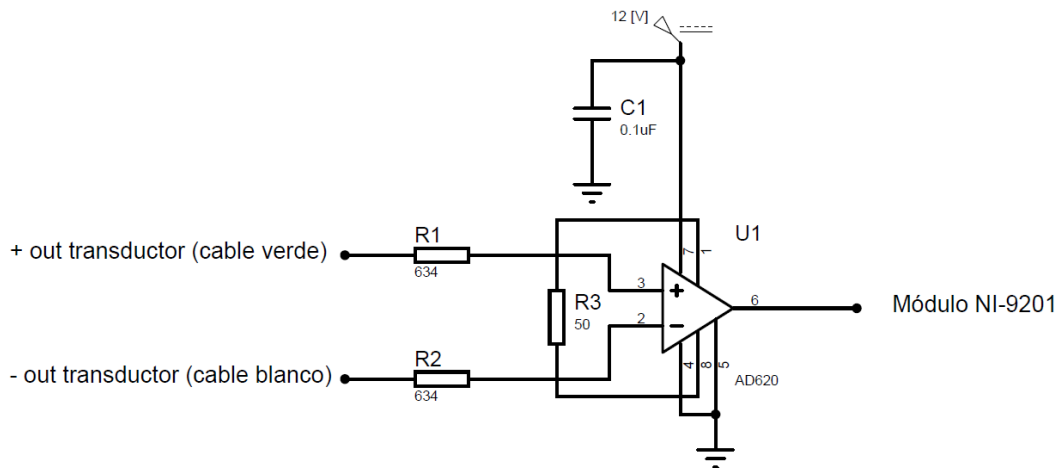 12 [V]
C1
0.1uF
+ out transductor (cable verde)
R1
634
U1
7
1
3
+
R3
50
2
-
6
Módulo NI-9201
- out transductor (cable blanco)
R2
634
4
8
5
AD620